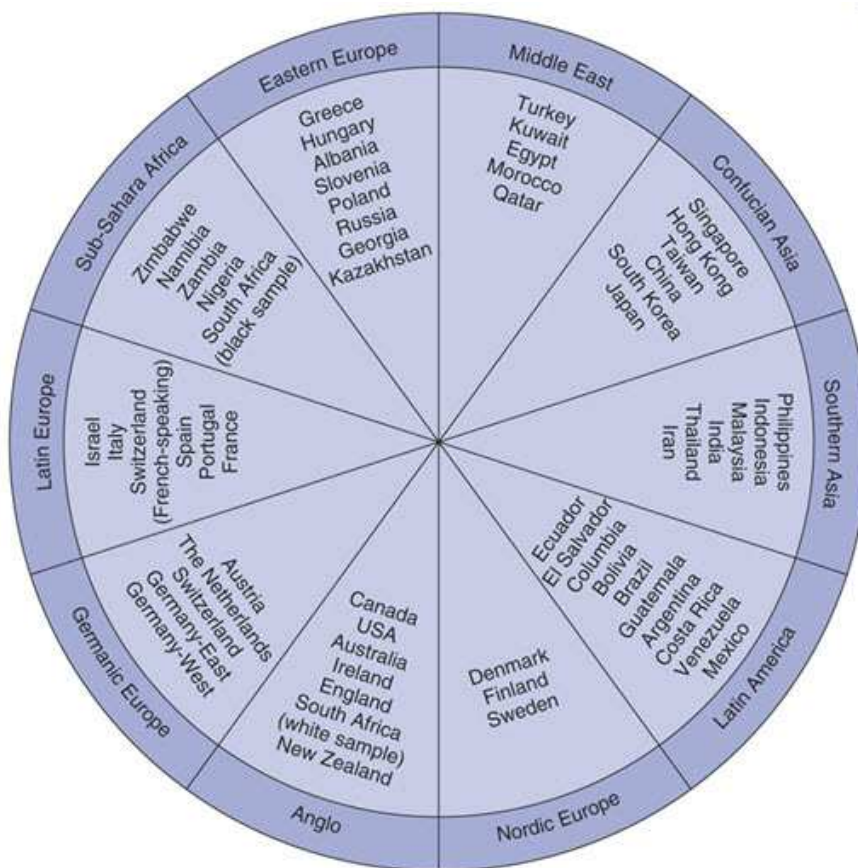 Eastern Europe
Greece
Hungary
Albania
Slovenia
Poland
Russia
Georgia
Kazakhstan
Middle East
Turkey
Kuwait
Egypt
Morocco
Qatar
Confucian Asia
Singapore
Hong Kong
Taiwan
China
South Korea
Japan
Southern Asia
Philippines
Indonesia
Malaysia
India
Thailand
Iran
Latin America
Ecuador
El Salvador
Columbia
Bolivia
Brazil
Guatemala
Argentina
Costa Rica
Venezuela
Mexico
Nordic Europe
Denmark
Finland
Sweden
Anglo
Canada
USA
Australia
Ireland
England
South Africa
(white sample)
New Zealand
Germanic Europe
Austria
The Netherlands
Switzerland
Germany-East
Germany-West
Latin Europe
Israel
Italy
Switzerland
(French-speaking)
Spain
Portugal
France
Sub-Sahara Africa
Zimbabwe
Namibia
Zambia
Nigeria
South Africa
(black sample)